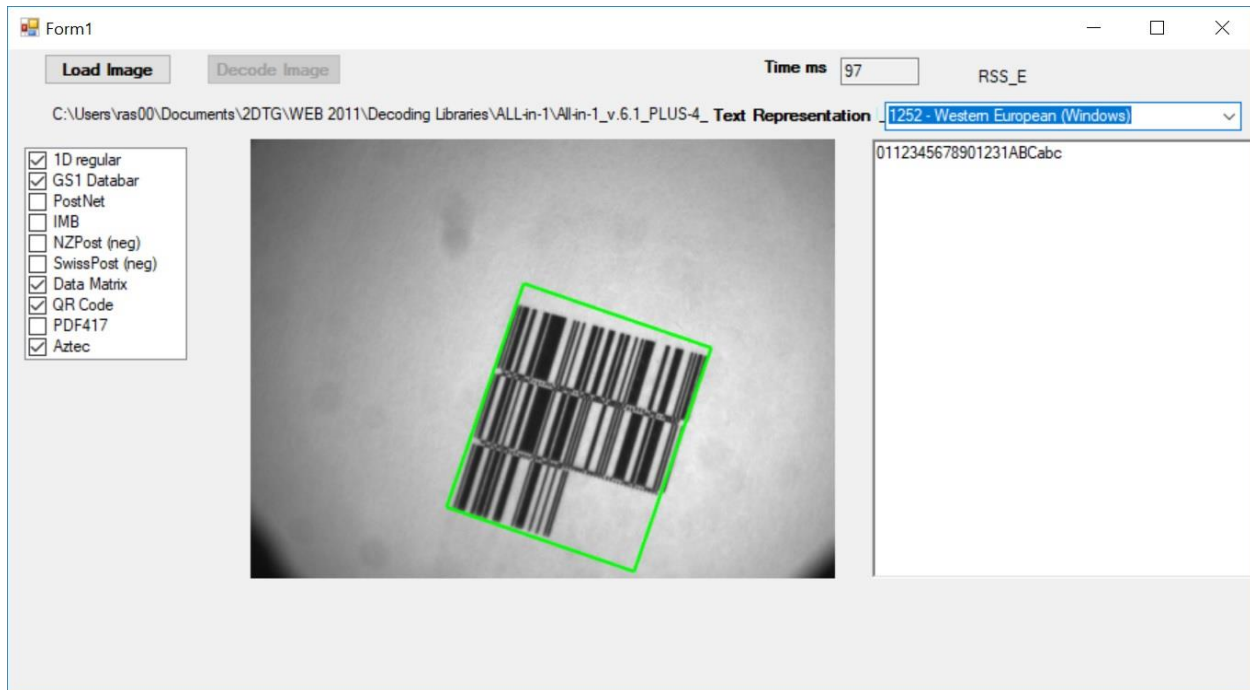 Form1
Load Image
Decode Image
Time ms 97
RSS_E
C:\Users\ras00\Documents\2DTG\WEB 2011\Decoding Libraries\ALL-in-1\All-in-1_v.6.1_PLUS-4_ Text Representation _ 1252 - Western European (Windows)
1D regular
GS1 Databar
PostNet
IMB
NZPost (neg)
SwissPost (neg)
Data Matrix
QR Code
PDF417
Aztec
0112345678901231ABCabc